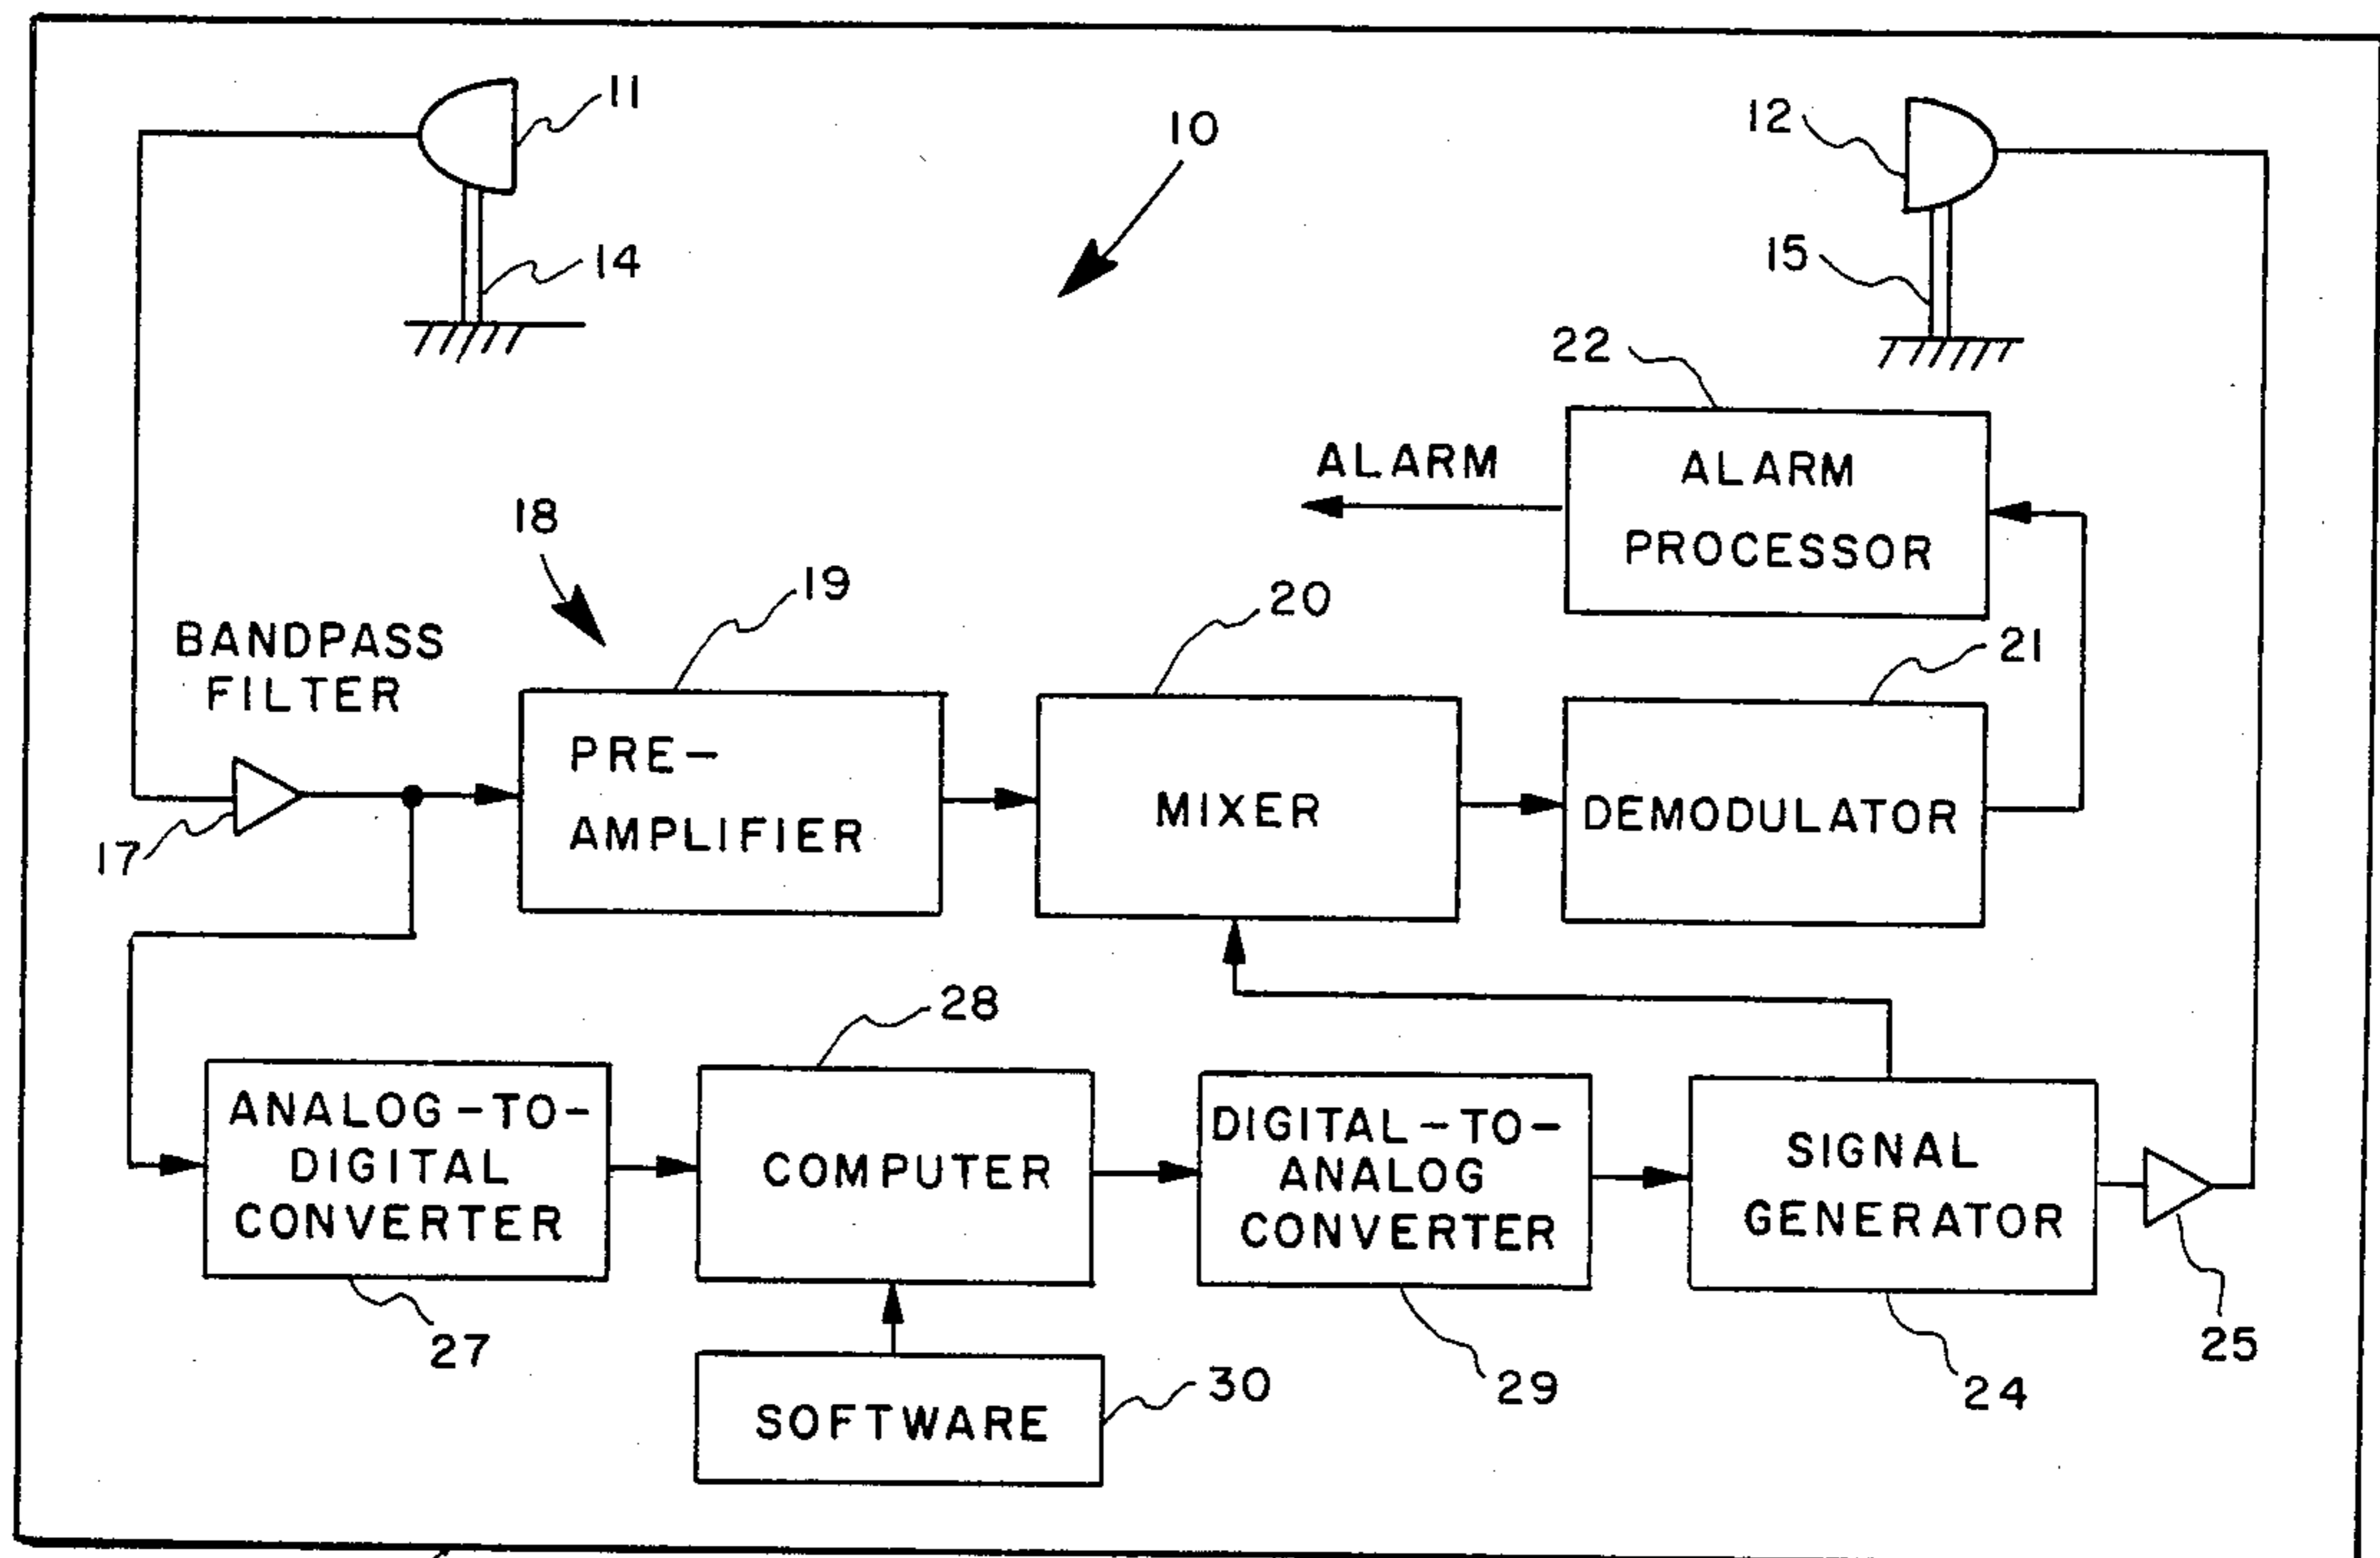 11
10
12
14
15
22
ALARM
ALARM
PROCESSOR
18
19
20
21
BANDPASS
FILTER
PRE-
AMPLIFIER
MIXER
DEMODULATOR
17
28
ANALOG-TO-
DIGITAL
CONVERTER
COMPUTER
DIGITAL-TO-
ANALOG
CONVERTER
SIGNAL
GENERATOR
27
29
24
25
SOFTWARE
30